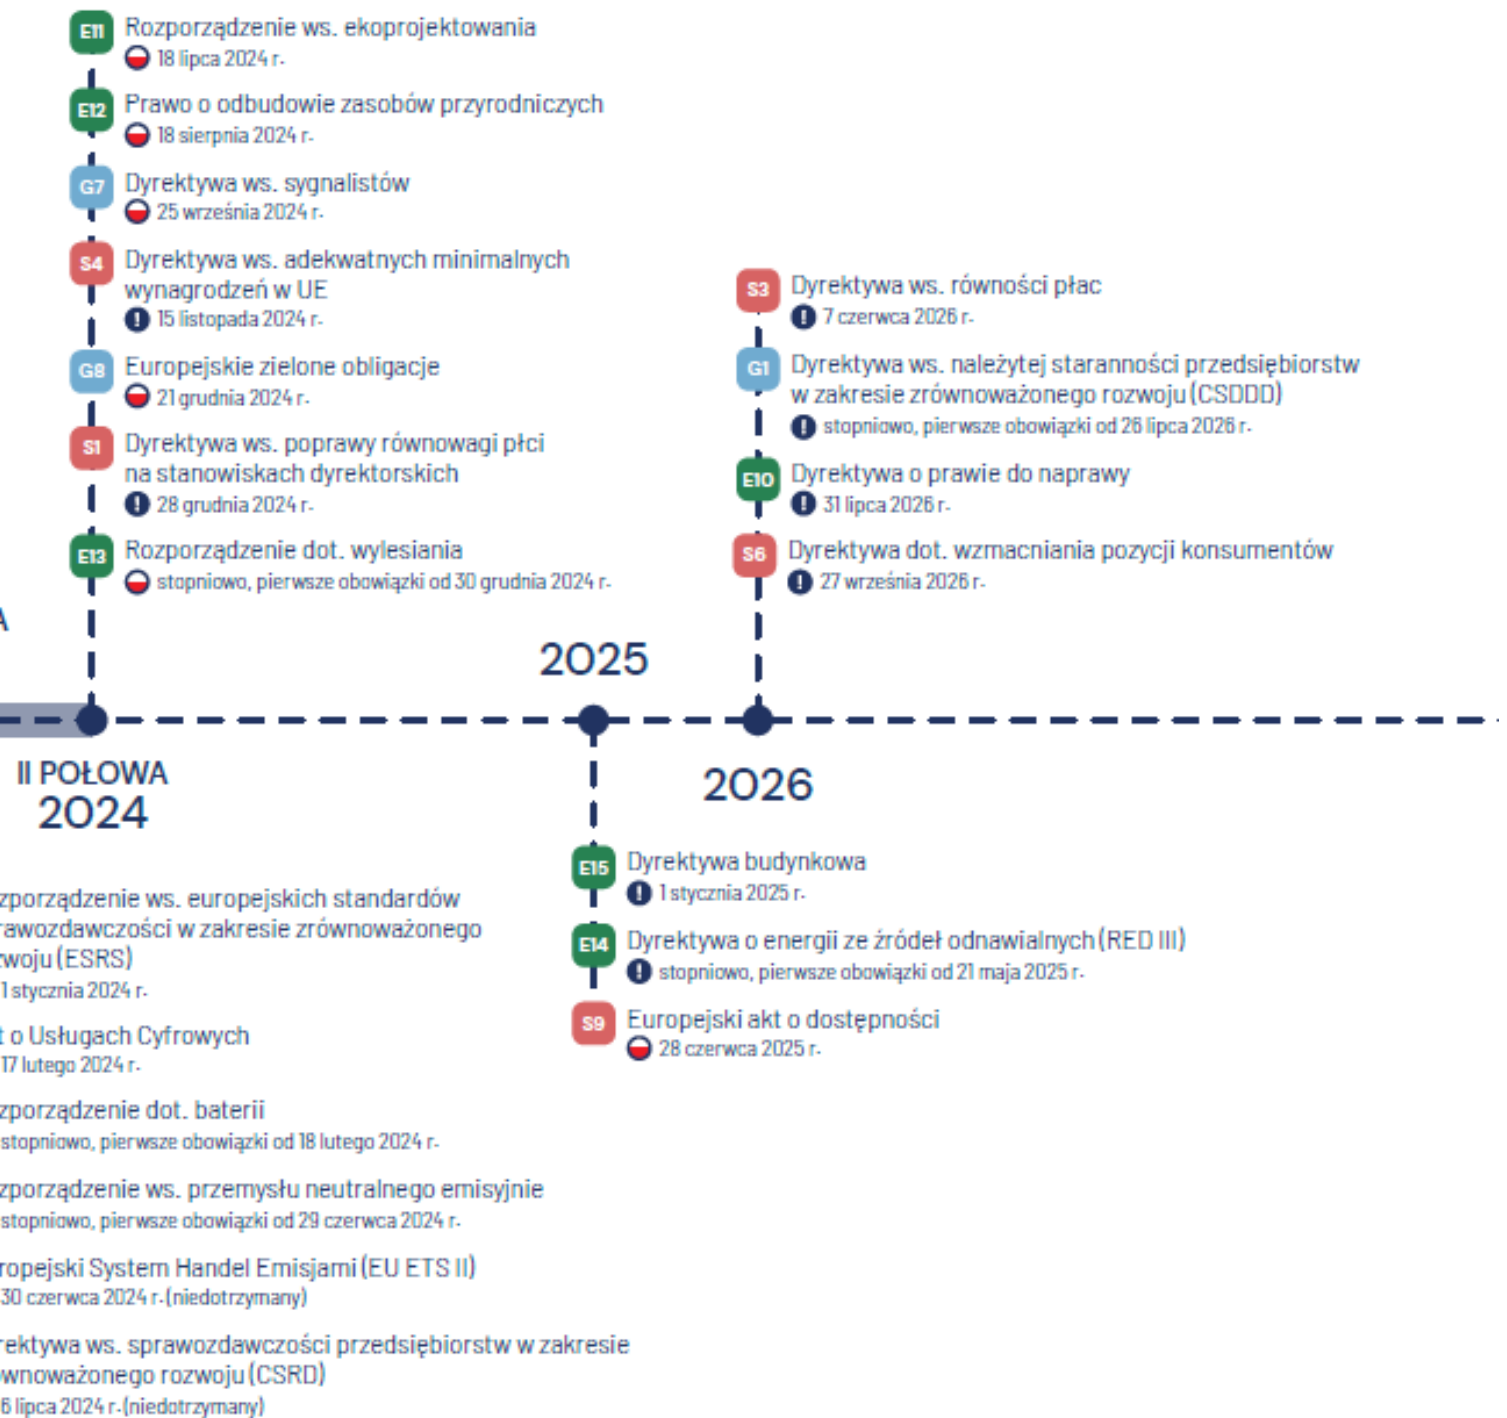 E11 Rozporządzenie ws. ekoprojektowania
18 lipca 2024 r.
E12 Prawo o odbudowie zasobów przyrodniczych
18 sierpnia 2024 r.
G7 Dyrektywa ws. sygnalistów
25 września 2024 r.
S4 Dyrektywa ws. adekwatnych minimalnych
wynagrodzeń w UE
! 15 listopada 2024 r.
G8 Europejskie zielone obligacje
21 grudnia 2024 r.
S1 Dyrektywa ws. poprawy równowagi płci
na stanowiskach dyrektorskich
! 28 grudnia 2024 r.
E13 Rozporządzenie dot. wylesiania
stopniowo, pierwsze obowiązki od 30 grudnia 2024 r.
S3 Dyrektywa ws. równości płac
! 7 czerwca 2026 r.
G1 Dyrektywa ws. należytej staranności przedsiębiorstw
w zakresie zrównoważonego rozwoju (CSDDD)
! stopniowo, pierwsze obowiązki od 26 lipca 2026 r.
E10 Dyrektywa o prawie do naprawy
! 31 lipca 2026 r.
S6 Dyrektywa dot. wzmacniania pozycji konsumentów
! 27 września 2026 r.
A
2025
II POŁOWA
2024
2026
E15 Dyrektywa budynkowa
! 1 stycznia 2025 r.
E14 Dyrektywa o energii ze źródeł odnawialnych (RED III)
! stopniowo, pierwsze obowiązki od 21 maja 2025 r.
S9 Europejski akt o dostępności
28 czerwca 2025 r.
zporządzenie ws. europejskich standardów
rawozdawczości w zakresie zrównoważonego
zwoju (ESRS)
1 stycznia 2024 r.
t o Usługach Cyfrowych
17 lutego 2024 r.
zporządzenie dot. baterii
stopniowo, pierwsze obowiązki od 18 lutego 2024 r.
zporządzenie ws. przemysłu neutralnego emisyjnie
stopniowo, pierwsze obowiązki od 29 czerwca 2024 r.
ropejski System Handel Emisjami (EU ETS II)
30 czerwca 2024 r. (niedotrzymany)
rektywa ws. sprawozdawczości przedsiębiorstw w zakresie
ównoważonego rozwoju (CSRD)
6 lipca 2024 r. (niedotrzymany)